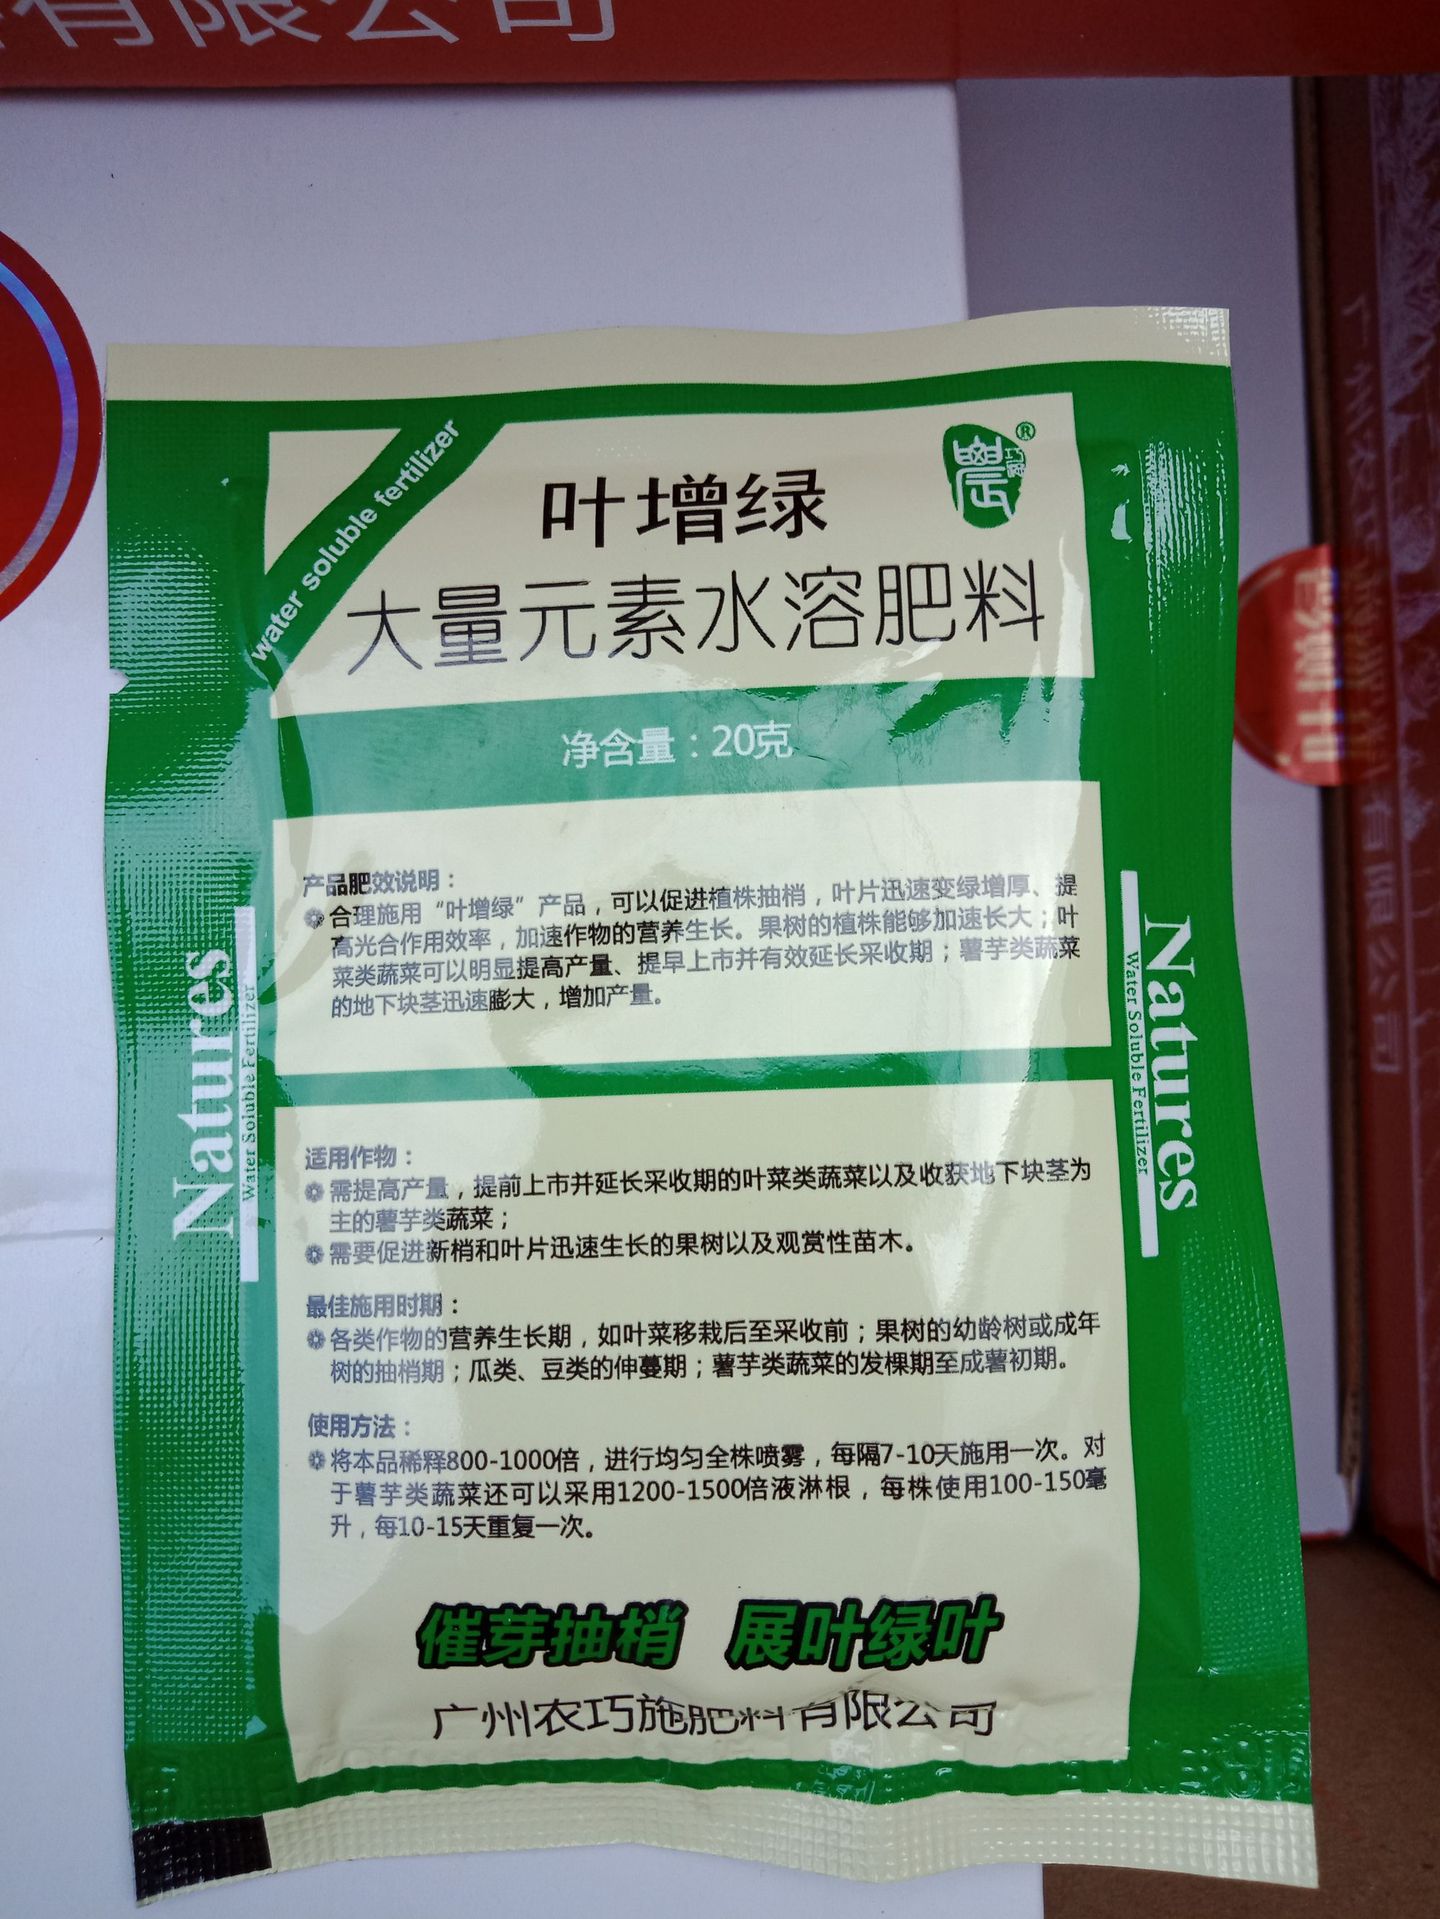 有限公司
water soluble fertilizer
農
巧施
®
叶增绿
大量元素水溶肥料
净含量：20克
产品肥效说明：
合理施用“叶增绿”产品，可以促进植株抽梢，叶片迅速变绿增厚、提
高光合作用效率，加速作物的营养生长。果树的植株能够加速长大；叶
菜类蔬菜可以明显提高产量、提早上市并有效延长采收期；薯芋类蔬菜
的地下块茎迅速膨大，增加产量。
Natures
Water Soluble Fertilizer
Natures
Water Soluble Fertilizer
适用作物：
需提高产量，提前上市并延长采收期的叶菜类蔬菜以及收获地下块茎为
主的薯芋类蔬菜；
需要促进新梢和叶片迅速生长的果树以及观赏性苗木。
最佳施用时期：
各类作物的营养生长期，如叶菜移栽后至采收前；果树的幼龄树或成年
树的抽梢期；瓜类、豆类的伸蔓期；薯芋类蔬菜的发棵期至成薯初期。
使用方法：
将本品稀释800-1000倍，进行均匀全株喷雾，每隔7-10天施用一次。对
于薯芋类蔬菜还可以采用1200-1500倍液淋根，每株使用100-150毫
升，每10-15天重复一次。
催芽抽梢 展叶绿叶
广州农巧施肥料有限公司
广州农巧施肥料有限公司